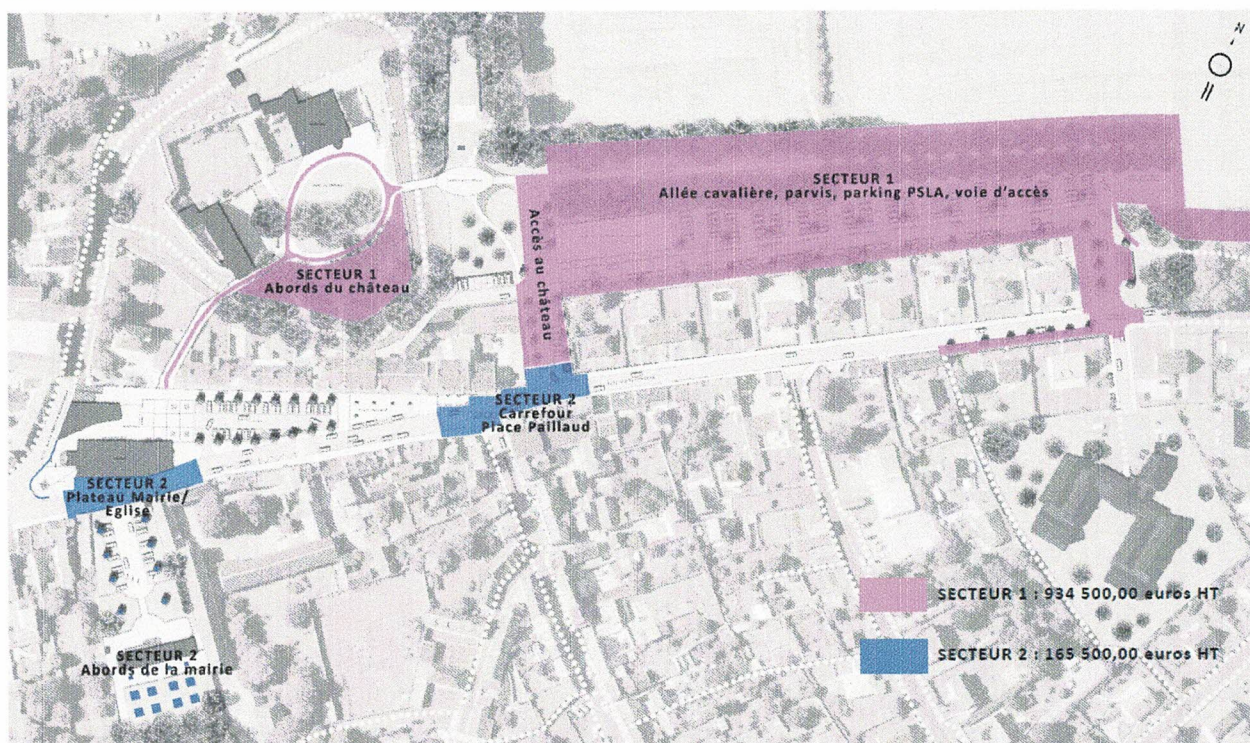 N
SECTEUR 1
Allée cavalière, parvis, parking PSLA, voie d'accès
Accès au château
SECTEUR 1
Abords du château
SECTEUR 2
Carrefour
Place Paillaud
SECTEUR 2
Plateau Mairie/
Eglise
SECTEUR 1 : 934 500,00 euros HT
SECTEUR 2
Abords de la mairie
SECTEUR 2 : 165 500,00 euros HT